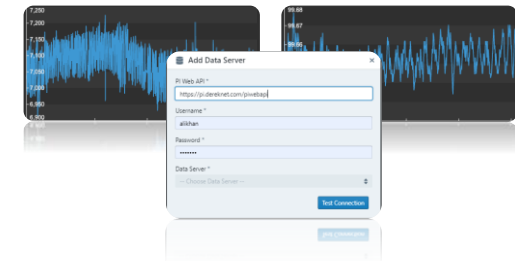 7,250
7,200
7,150
7,100
7,050
7,000
6,950
6,900
99.68
99.67
99.66
Add Data Server ×
Pi Web API *
https://pi.dereknet.com/piwebapi
Username *
alikhan
Password *
•••••••
Data Server *
-- Choose Data Server --
Test Connection